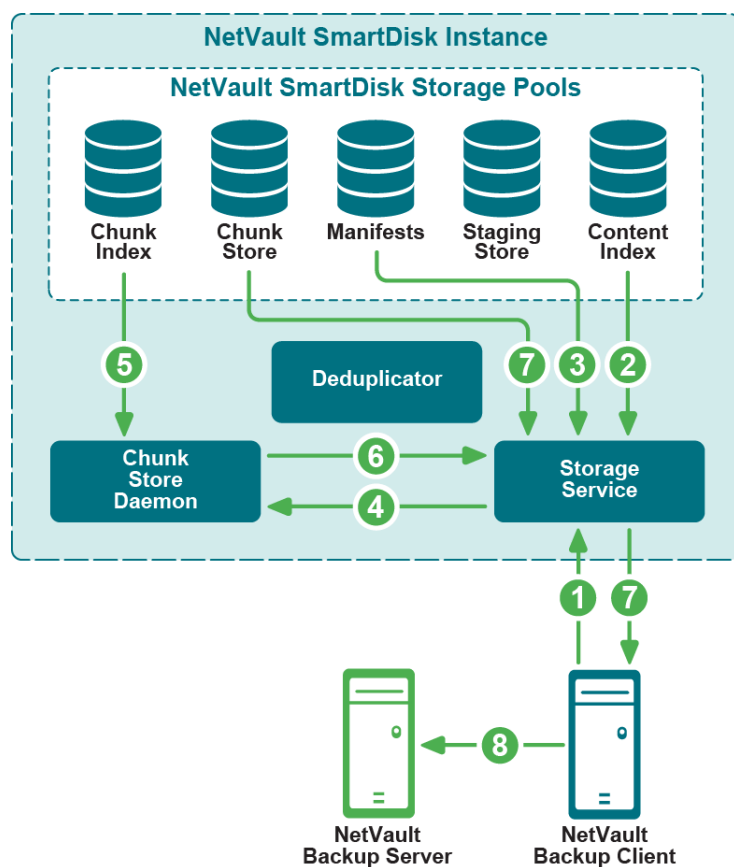 NetVault SmartDisk Instance
NetVault SmartDisk Storage Pools
Chunk
Index
Chunk
Store
Manifests
Staging
Store
Content
Index
5
7
3
2
Deduplicator
Chunk
Store
Daemon
6
4
Storage
Service
1
7
8
NetVault
Backup Server
NetVault
Backup Client